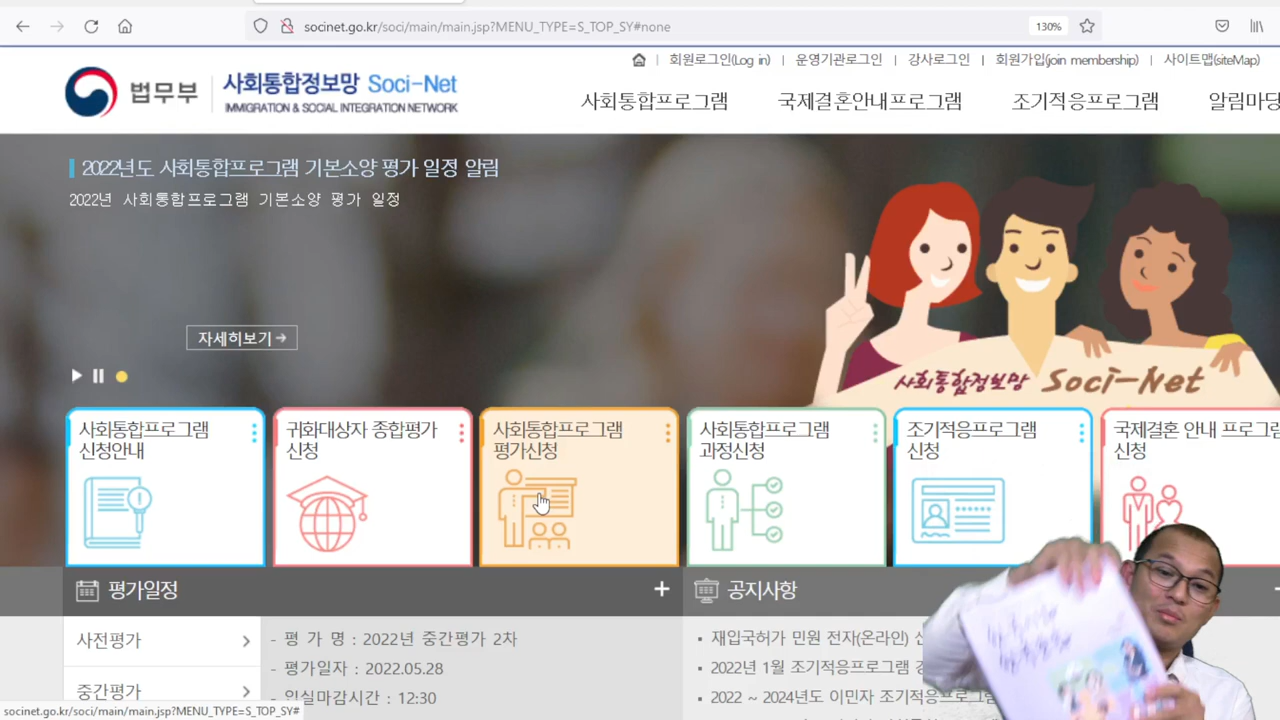 socinet.go.kr/soci/main/main.jsp?MENU_TYPE=S_TOP_SY#none
130%
회원로그인(Log in) | 운영기관로그인 | 강사로그인 | 회원가입(join membership) | 사이트맵(siteMap)
법무부
사회통합정보망 Soci-Net
IMMIGRATION & SOCIAL INTEGRATION NETWORK
사회통합프로그램 국제결혼안내프로그램 조기적응프로그램 알림마당
2022년도 사회통합프로그램 기본소양 평가 일정 알림
2022년 사회통합프로그램 기본소양 평가 일정
자세히보기
사회통합정보망 Soci-Net
사회통합프로그램
신청안내
귀화대상자 종합평가
신청
사회통합프로그램
평가신청
사회통합프로그램
과정신청
조기적응프로그램
신청
국제결혼 안내 프로그
신청
평가일정
사전평가
중간평가
- 평 가 명 : 2022년 중간평가 2차
- 평가일자 : 2022.05.28
- 입실마감시간 : 12:30
공지사항
재입국허가 민원 전자(온라인)
2022년 1월 조기적응프로그램
2022 ~ 2024년도 이민자 조기적응프로그램
socinet.go.kr/soci/main/main.jsp?MENU_TYPE=S_TOP_SY#